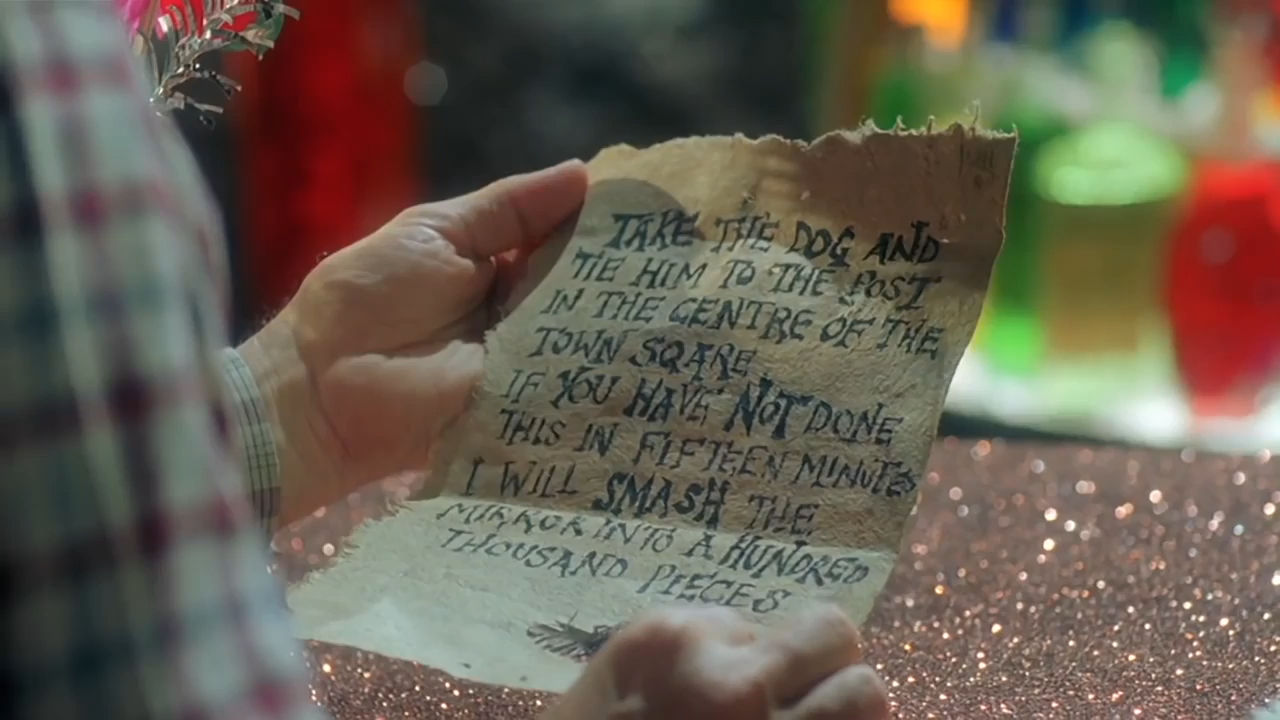 TAKE THE DOG AND
TIE HIM TO THE POST
IN THE CENTRE OF THE
TOWN SQARE
IF YOU HAVE NOT DONE
THIS IN FIFTEEN MINUTES
I WILL SMASH THE
MIRROR INTO A HUNDRED
THOUSAND PIECES